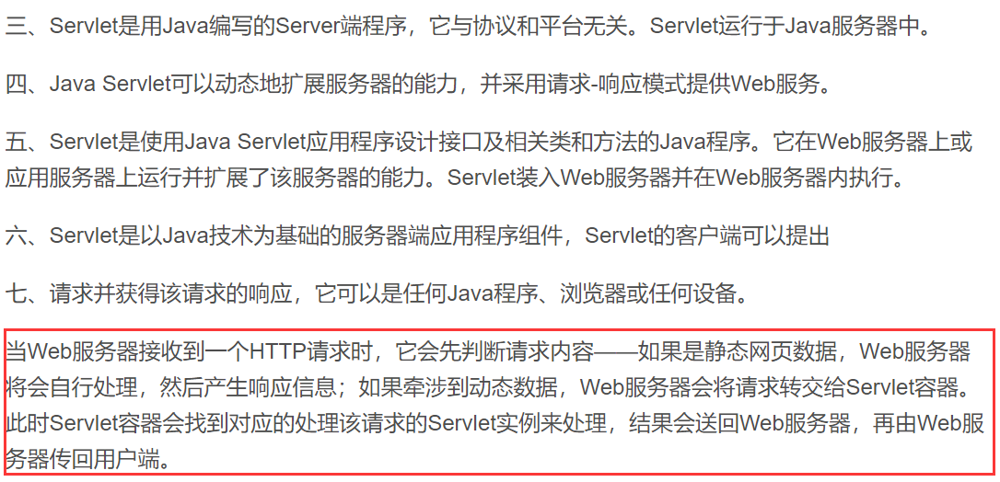 三、Servlet是用Java编写的Server端程序，它与协议和平台无关。Servlet运行于Java服务器中。
四、Java Servlet可以动态地扩展服务器的能力，并采用请求-响应模式提供Web服务。
五、Servlet是使用Java Servlet应用程序设计接口及相关类和方法的Java程序。它在Web服务器上或
应用服务器上运行并扩展了该服务器的能力。Servlet装入Web服务器并在Web服务器内执行。
六、Servlet是以Java技术为基础的服务器端应用程序组件，Servlet的客户端可以提出
七、请求并获得该请求的响应，它可以是任何Java程序、浏览器或任何设备。
当Web服务器接收到一个HTTP请求时，它会先判断请求内容——如果是静态网页数据，Web服务器
将会自行处理，然后产生响应信息；如果牵涉到动态数据，Web服务器会将请求转交给Servlet容器。
此时Servlet容器会找到对应的处理该请求的Servlet实例来处理，结果会送回Web服务器，再由Web服
务器传回用户端。